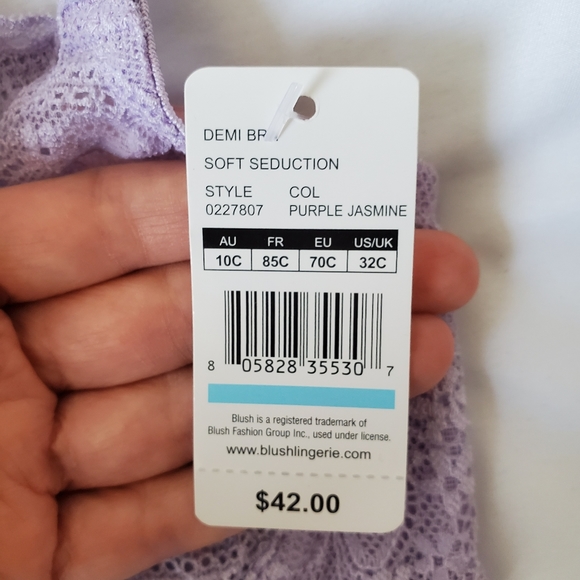 DEMI BRA
SOFT SEDUCTION
STYLE COL
0227807 PURPLE JASMINE
AU FR EU US/UK
10C 85C 70C 32C
8 05828 35530 7
Blush is a registered trademark of
Blush Fashion Group Inc., used under license.
www.blushlingerie.com
$42.00